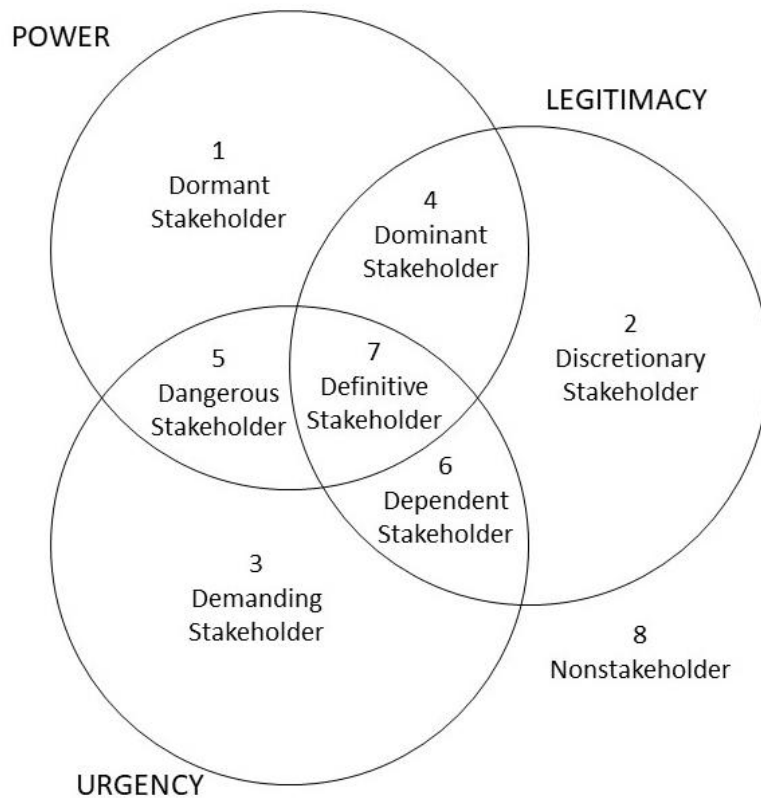 POWER
LEGITIMACY
1
Dormant
Stakeholder
4
Dominant
Stakeholder
2
Discretionary
Stakeholder
5
Dangerous
Stakeholder
7
Definitive
Stakeholder
6
Dependent
Stakeholder
3
Demanding
Stakeholder
8
Nonstakeholder
URGENCY